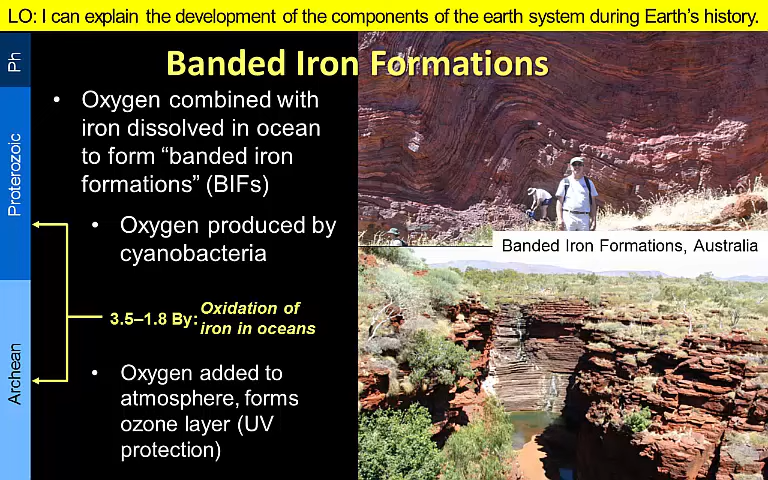 LO: I can explain the development of the components of the earth system during Earth's history.
Banded Iron Formations
Ph
Proterozoic
Archean
• Oxygen combined with
iron dissolved in ocean
to form “banded iron
formations” (BIFs)
• Oxygen produced by
cyanobacteria
3.5–1.8 By: Oxidation of
iron in oceans
• Oxygen added to
atmosphere, forms
ozone layer (UV
protection)
Banded Iron Formations, Australia